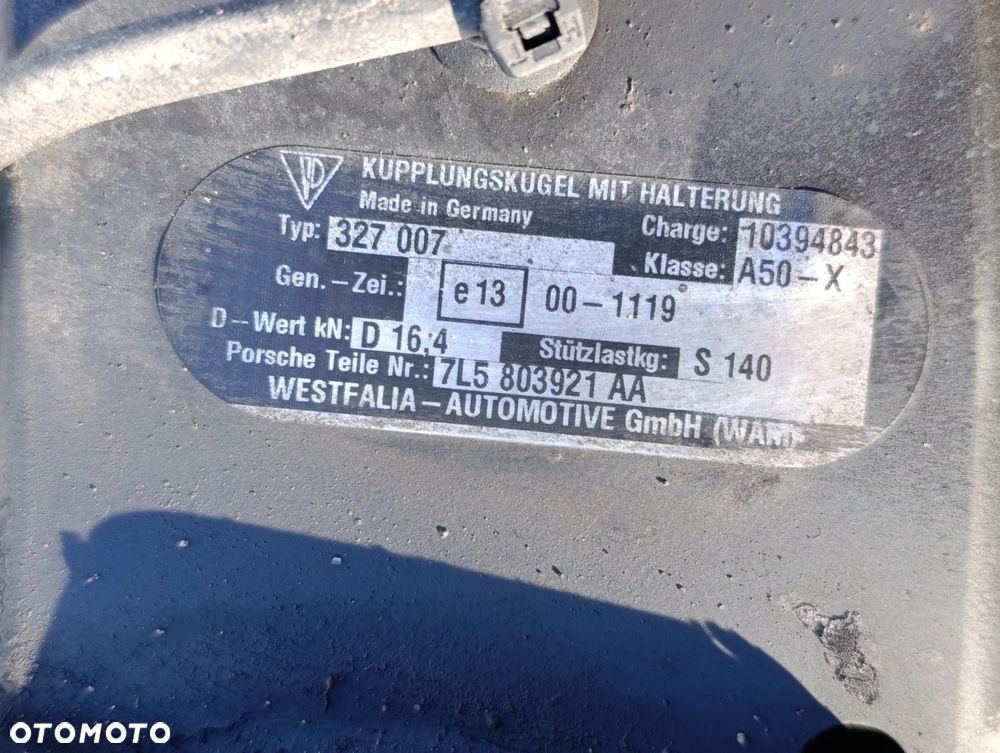 KUPPLUNGSKUGEL MIT HALTERUNG
Made in Germany
Typ: 327 007 Charge: 10394843
Klasse: A50-X
Gen.-Zei.: e13 00-1119
D-Wert kN: D 16,4 Stützlastkg: S 140
Porsche Teile Nr.: 7L5 803921 AA
WESTFALIA-AUTOMOTIVE GmbH (WAM)
OTOMOTO